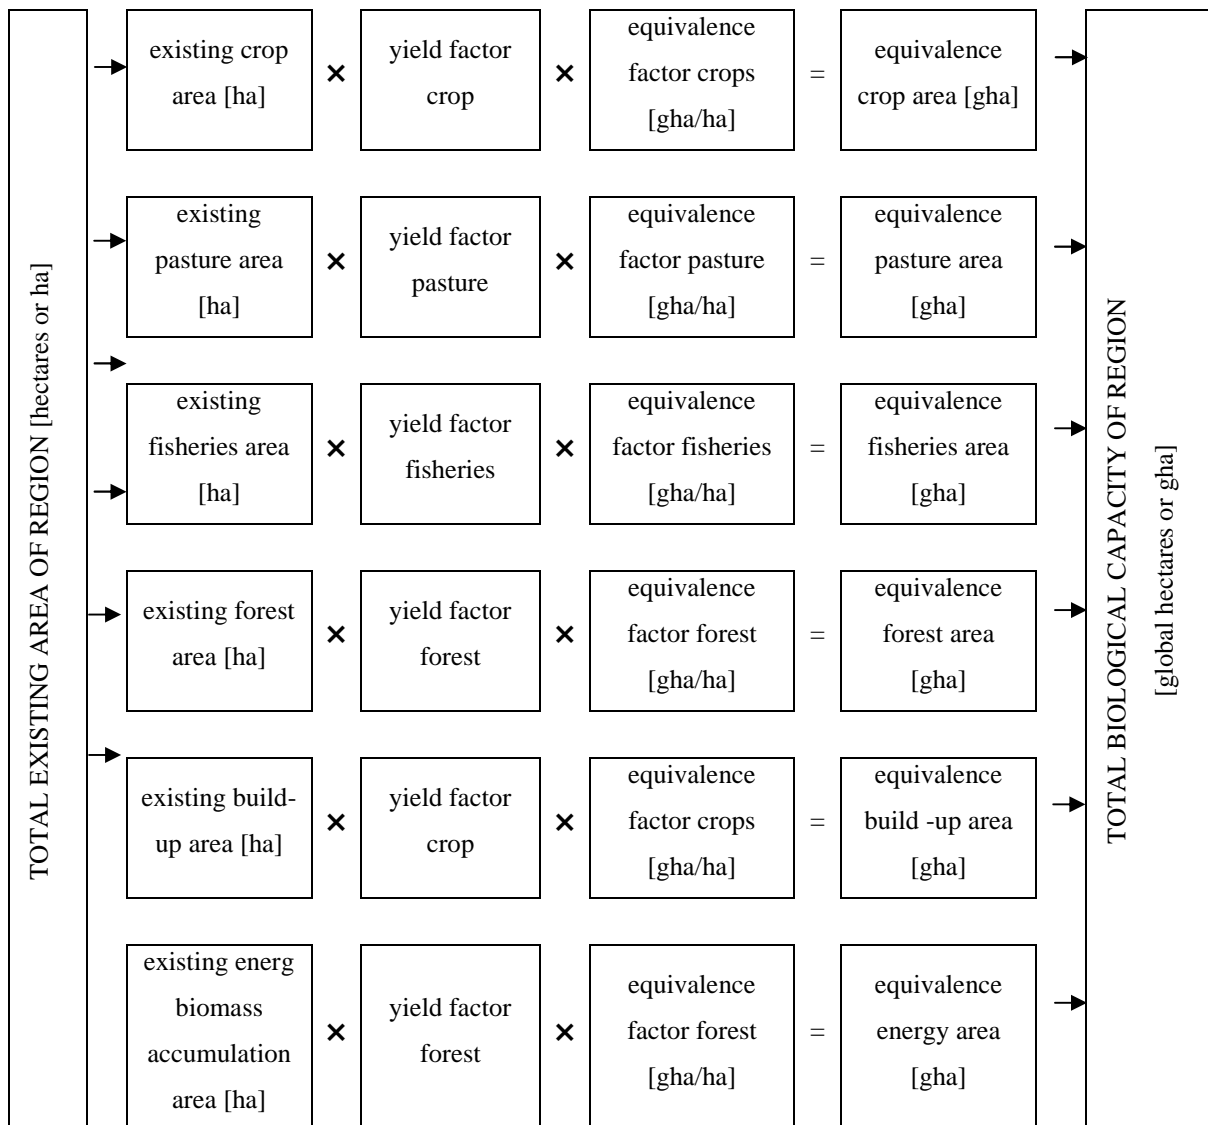 TOTAL EXISTING AREA OF REGION [hectares or ha]
existing crop
area [ha]
×
yield factor
crop
×
equivalence
factor crops
[gha/ha]
=
equivalence
crop area [gha]
existing
pasture area
[ha]
×
yield factor
pasture
×
equivalence
factor pasture
[gha/ha]
=
equivalence
pasture area
[gha]
existing
fisheries area
[ha]
×
yield factor
fisheries
×
equivalence
factor fisheries
[gha/ha]
=
equivalence
fisheries area
[gha]
existing forest
area [ha]
×
yield factor
forest
×
equivalence
factor forest
[gha/ha]
=
equivalence
forest area
[gha]
existing build-
up area [ha]
×
yield factor
crop
×
equivalence
factor crops
[gha/ha]
=
equivalence
build -up area
[gha]
existing energ
biomass
accumulation
area [ha]
×
yield factor
forest
×
equivalence
factor forest
[gha/ha]
=
equivalence
energy area
[gha]
TOTAL BIOLOGICAL CAPACITY OF REGION
[global hectares or gha]